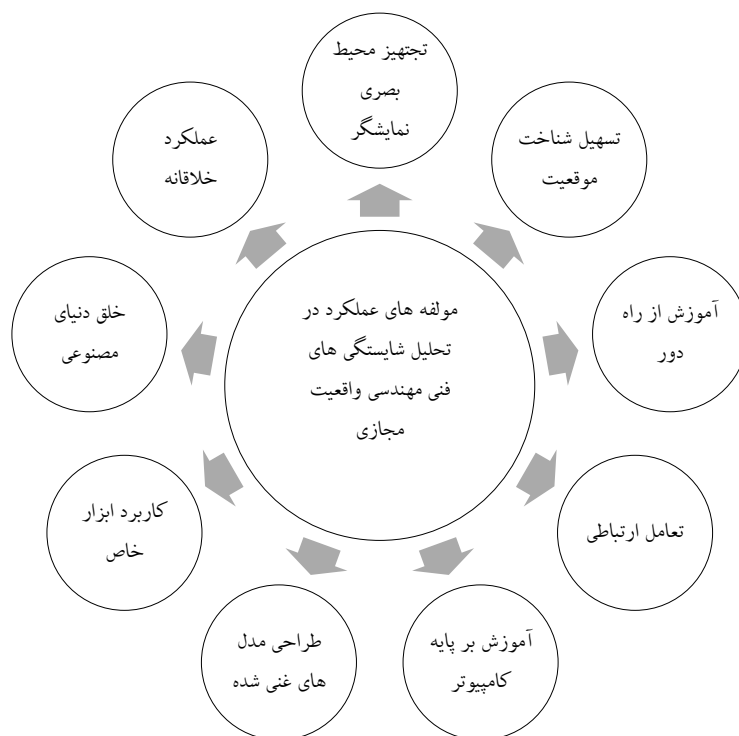 تجتهیز محیط
بصری
نمایشگر
تسهیل شناخت
موقعیت
آموزش از راه
دور
تعامل ارتباطی
آموزش بر پایه
کامپیوتر
طراحی مدل
های غنی شده
کاربرد ابزار
خاص
خلق دنیای
مصنوعی
عملکرد
خلاقانه
مولفه های عملکرد در
تحلیل شایستگی های
فنی مهندسی واقعیت
مجازی